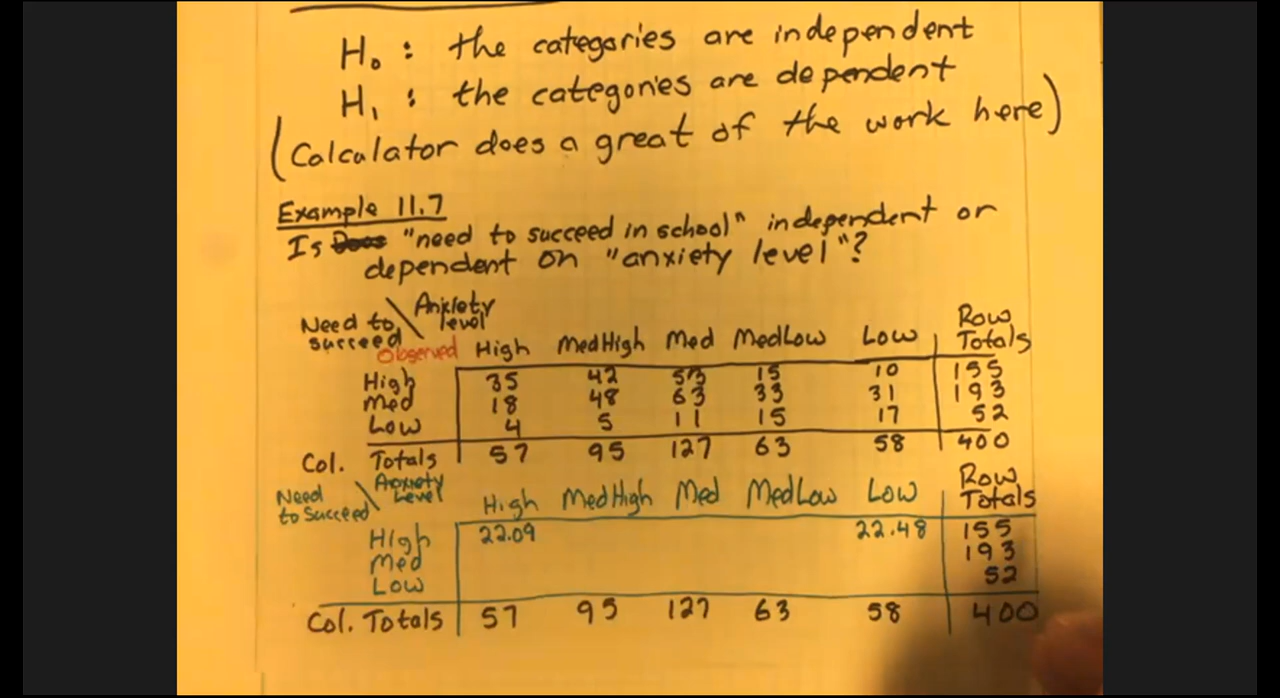 H₀ : the categories are independent
H₁ : the categories are dependent
(Calculator does a great of the work here)
Example 11.7
Is "need to succeed in school" independent or
dependent on "anxiety level"?
Need to succeed \ Anxiety level
Observed High MedHigh Med MedLow Low Row Totals
High 35 42 53 15 10 155
Med 18 48 63 33 31 193
Low 4 5 11 15 17 52
Col. Totals 57 95 127 63 58 400
Need to Succeed \ Anxiety Level High MedHigh Med MedLow Low Row Totals
High 22.09 22.48 155
Med 193
Low 52
Col. Totals 57 95 127 63 58 400